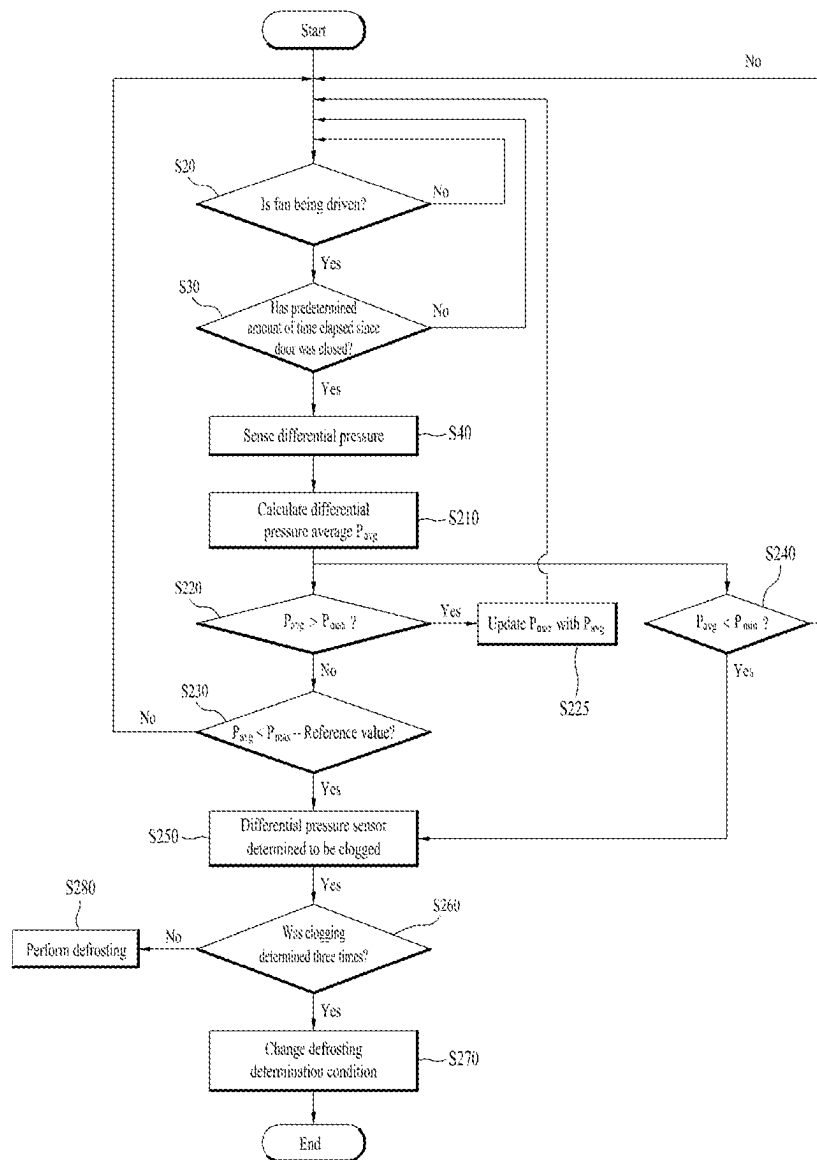 Start
No
S20
Is fan being driven?
No
Yes
S30
Has predetermined
amount of time elapsed since
door was closed?
No
Yes
Sense differential pressure
S40
Calculate differential
pressure average Pavg
S210
S220
Pavg > Pmax ?
Yes
Update Pmax with Pavg
S225
S240
Pavg < Pmin ?
Yes
No
S230
No
Pavg < Pmax – Reference value?
Yes
S250
Differential pressure sensor
determined to be clogged
Yes
S280
Perform defrosting
No
S260
Was clogging
determined three times?
Yes
Change defrosting
determination condition
S270
End